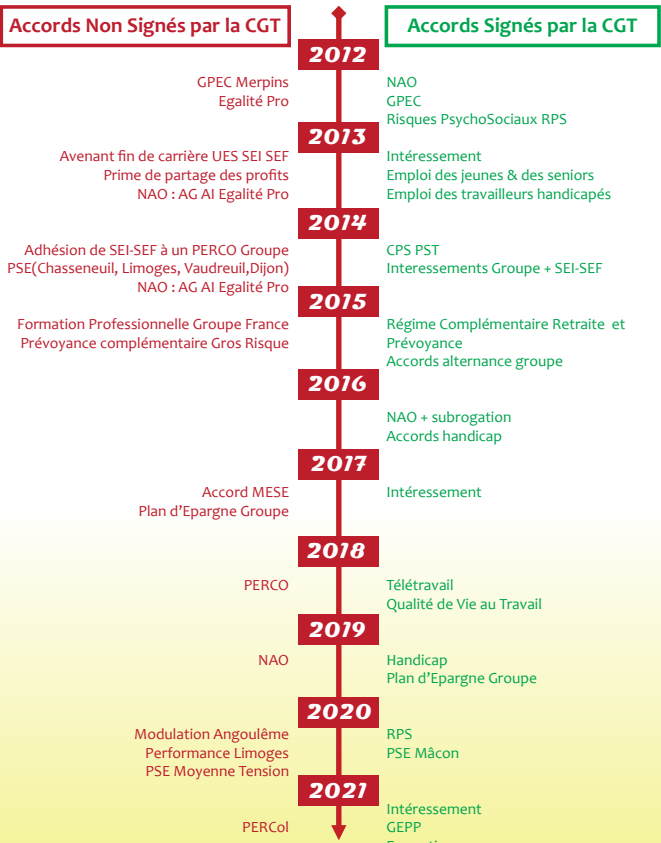 Accords Non Signés par la CGT
Accords Signés par la CGT
2012
GPEC Merpins
Egalité Pro
NAO
GPEC
Risques PsychoSociaux RPS
2013
Avenant fin de carrière UES SEI SEF
Prime de partage des profits
NAO : AG AI Egalité Pro
Intéressement
Emploi des jeunes & des seniors
Emploi des travailleurs handicapés
2014
Adhésion de SEI-SEF à un PERCO Groupe
PSE(Chasseneuil, Limoges, Vaudreuil,Dijon)
NAO : AG AI Egalité Pro
CPS PST
Interessements Groupe + SEI-SEF
2015
Formation Professionnelle Groupe France
Prévoyance complémentaire Gros Risque
Régime Complémentaire Retraite et
Prévoyance
Accords alternance groupe
2016
NAO + subrogation
Accords handicap
2017
Accord MESE
Plan d'Epargne Groupe
Intéressement
2018
PERCO
Télétravail
Qualité de Vie au Travail
2019
NAO
Handicap
Plan d'Epargne Groupe
2020
Modulation Angoulême
Performance Limoges
PSE Moyenne Tension
RPS
PSE Mâcon
2021
PERCol
Intéressement
GEPP